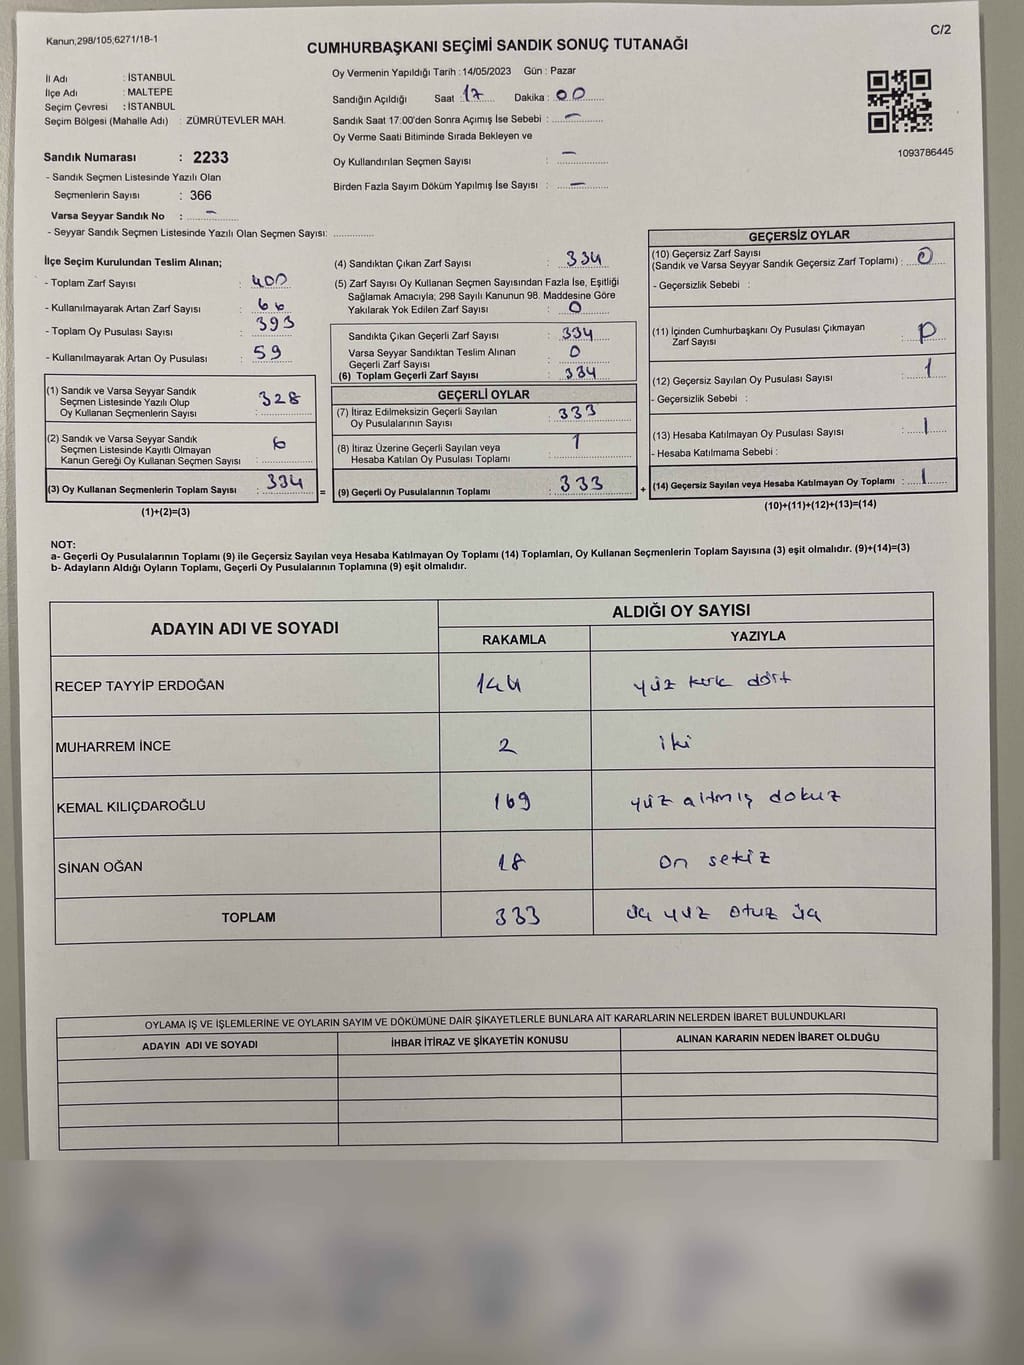 Kanun,298/105,6271/18-1
C/2
CUMHURBAŞKANI SEÇİMİ SANDIK SONUÇ TUTANAĞI
İl Adı : İSTANBUL
İlçe Adı : MALTEPE
Seçim Çevresi : İSTANBUL
Seçim Bölgesi (Mahalle Adı) : ZÜMRÜTEVLER MAH.
Oy Vermenin Yapıldığı Tarih : 14/05/2023 Gün : Pazar
Sandığın Açıldığı Saat : 17 Dakika : 00
Sandık Saat 17:00'den Sonra Açımış İse Sebebi : -
Oy Verme Saati Bitiminde Sırada Bekleyen ve
Oy Kullandırılan Seçmen Sayısı : -
Birden Fazla Sayım Döküm Yapılmış İse Sayısı : -
1093786445
Sandık Numarası : 2233
- Sandık Seçmen Listesinde Yazılı Olan
Seçmenlerin Sayısı : 366
Varsa Seyyar Sandık No : -
- Seyyar Sandık Seçmen Listesinde Yazılı Olan Seçmen Sayısı: ..............
İlçe Seçim Kurulundan Teslim Alınan;
- Toplam Zarf Sayısı : 400
- Kullanılmayarak Artan Zarf Sayısı : 66
- Toplam Oy Pusulası Sayısı : 393
- Kullanılmayarak Artan Oy Pusulası : 59
(1) Sandık ve Varsa Seyyar Sandık
Seçmen Listesinde Yazılı Olup
Oy Kullanan Seçmenlerin Sayısı : 328
(2) Sandık ve Varsa Seyyar Sandık
Seçmen Listesinde Kayıtlı Olmayan
Kanun Gereği Oy Kullanan Seçmen Sayısı : 6
(3) Oy Kullanan Seçmenlerin Toplam Sayısı : 334
(1)+(2)=(3)
=
(4) Sandıktan Çıkan Zarf Sayısı : 334
(5) Zarf Sayısı Oy Kullanan Seçmen Sayısından Fazla İse, Eşitliği
Sağlamak Amacıyla; 298 Sayılı Kanunun 98. Maddesine Göre
Yakılarak Yok Edilen Zarf Sayısı : 0
Sandıkta Çıkan Geçerli Zarf Sayısı : 334
Varsa Seyyar Sandıktan Teslim Alınan
Geçerli Zarf Sayısı : 0
(6) Toplam Geçerli Zarf Sayısı : 334
GEÇERLİ OYLAR
(7) İtiraz Edilmeksizin Geçerli Sayılan
Oy Pusulalarının Sayısı : 333
(8) İtiraz Üzerine Geçerli Sayılan veya
Hesaba Katılan Oy Pusulası Toplamı : 1
(9) Geçerli Oy Pusulalarının Toplamı : 333
+
GEÇERSİZ OYLAR
(10) Geçersiz Zarf Sayısı
(Sandık ve Varsa Seyyar Sandık Geçersiz Zarf Toplamı) : 0
- Geçersizlik Sebebi :
(11) İçinden Cumhurbaşkanı Oy Pusulası Çıkmayan
Zarf Sayısı :
(12) Geçersiz Sayılan Oy Pusulası Sayısı : 1
- Geçersizlik Sebebi :
(13) Hesaba Katılmayan Oy Pusulası Sayısı : 1
- Hesaba Katılmama Sebebi :
(14) Geçersiz Sayılan veya Hesaba Katılmayan Oy Toplamı : 1
(10)+(11)+(12)+(13)=(14)
NOT:
a- Geçerli Oy Pusulalarının Toplamı (9) ile Geçersiz Sayılan veya Hesaba Katılmayan Oy Toplamı (14) Toplamları, Oy Kullanan Seçmenlerin Toplam Sayısına (3) eşit olmalıdır. (9)+(14)=(3)
b- Adayların Aldığı Oyların Toplamı, Geçerli Oy Pusulalarının Toplamına (9) eşit olmalıdır.
ADAYIN ADI VE SOYADI
ALDIĞI OY SAYISI
RAKAMLA YAZIYLA
RECEP TAYYİP ERDOĞAN 144 yüz kırk dört
MUHARREM İNCE 2 iki
KEMAL KILIÇDAROĞLU 169 yüz altmış dokuz
SİNAN OĞAN 18 on sekiz
TOPLAM 333 üç yüz otuz üç
OYLAMA İŞ VE İŞLEMLERİNE VE OYLARIN SAYIM VE DÖKÜMÜNE DAİR ŞİKAYETLERLE BUNLARA AİT KARARLARIN NELERDEN İBARET BULUNDUKLARI
ADAYIN ADI VE SOYADI İHBAR İTİRAZ VE ŞİKAYETİN KONUSU ALINAN KARARIN NEDEN İBARET OLDUĞU